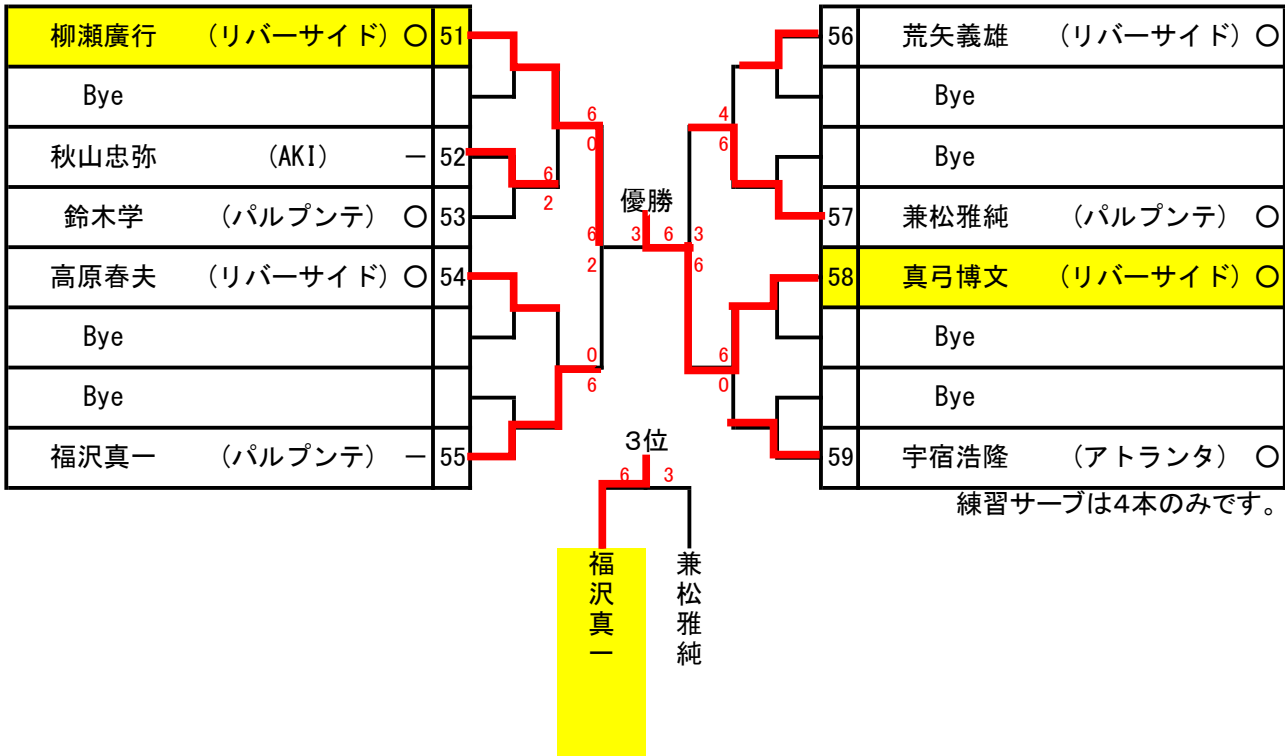 柳瀬廣行 (リバーサイド) ○ 51
Bye
秋山忠弥 (AKI) － 52
鈴木学 (パルプンテ) ○ 53
高原春夫 (リバーサイド) ○ 54
Bye
Bye
福沢真一 (パルプンテ) － 55
6
0
6
2
6
2
0
6
優勝
3 6
3
6
4
6
6
0
56 荒矢義雄 (リバーサイド) ○
Bye
Bye
57 兼松雅純 (パルプンテ) ○
58 真弓博文 (リバーサイド) ○
Bye
Bye
59 宇宿浩隆 (アトランタ) ○
練習サーブは4本のみです。
3位
6 3
福沢真一
兼松雅純